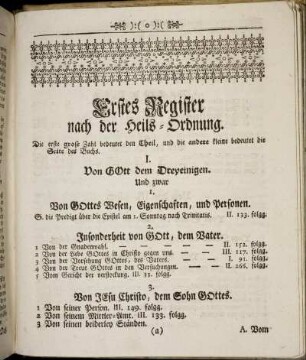 ):( o ):(
Erstes Register
nach der Heils-Ordnung.
Die erste große Zahl bedeutet den Theil, und die andere kleine bedeutet die
Seite des Buchs.
I.
Von GOtt dem Dreyeinigen.
Und zwar
1.
Von GOttes Wesen, Eigenschaften, und Personen.
S. die Predigt über die Epistel am 1. Sonntag nach Trinitatis. II. 123. folgg.
2.
Insonderheit von GOtt, dem Vater.
1 Von der Gnadenwahl. — — — II. 152. folgg.
2 Von der Liebe GOttes in Christo gegen uns. — III. 117. folgg.
3 Von der Vorsehung GOttes, des Vaters. — I. 91. folgg.
4 Von der Treue GOttes in den Versuchungen. — II. 266. folgg.
5 Vom Gericht der Verstockung. III. 11. folgg.
3.
Von JEsu Christo, dem Sohn GOttes.
1 Von seiner Person. III. 149. folgg.
2 Von seinem Mittler-Amt. III. 133. folgg.
3 Von seinen beiderley Ständen.
(a) A. Vom